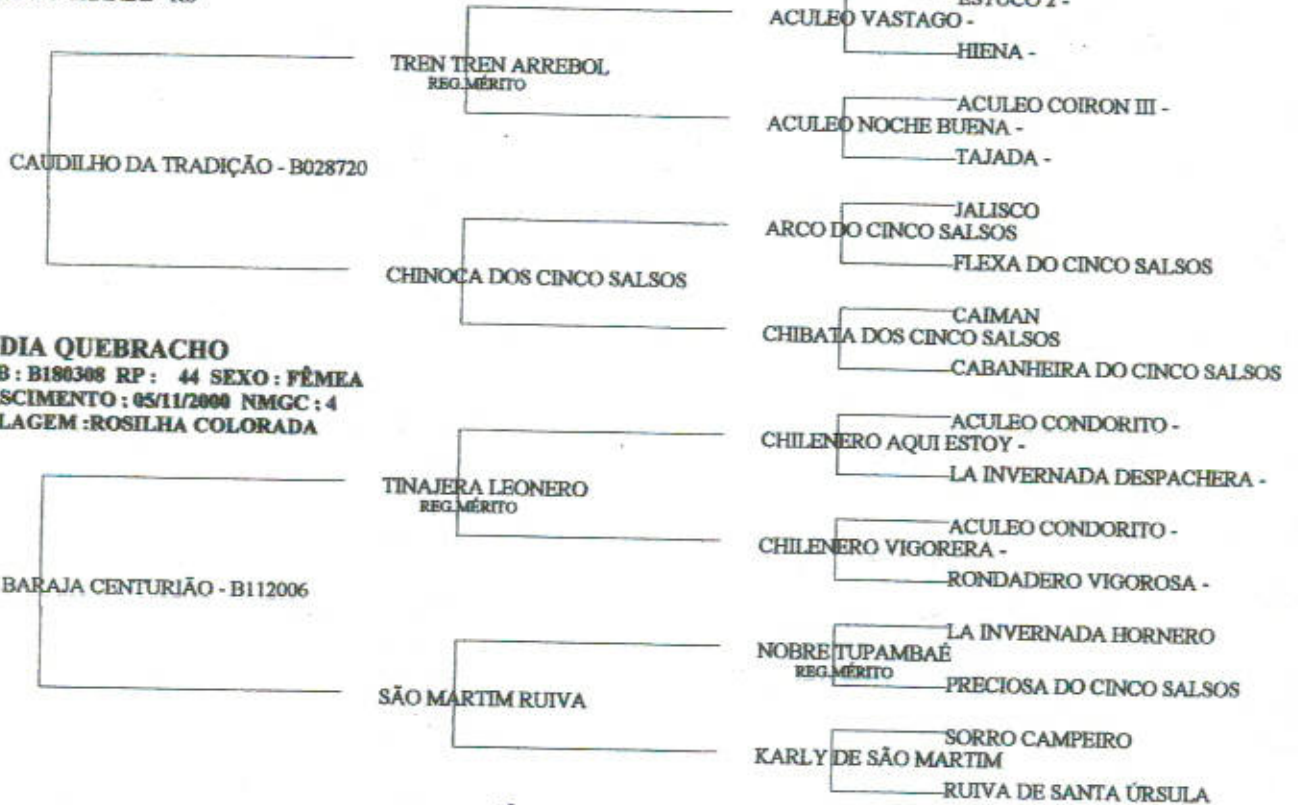 ESTUCO 2 -
ACULEO VASTAGO -
HIENA -
TREN TREN ARREBOL
REG.MÉRITO
ACULEO COIRON III -
ACULEO NOCHE BUENA -
TAJADA -
CAUDILHO DA TRADIÇÃO - B028720
JALISCO
ARCO DO CINCO SALSOS
FLEXA DO CINCO SALSOS
CHINOCA DOS CINCO SALSOS
CAIMAN
CHIBATA DOS CINCO SALSOS
CABANHEIRA DO CINCO SALSOS
DIA QUEBRACHO
B : B180308 RP : 44 SEXO : FÊMEA
SCIMENTO : 05/11/2000 NMGC : 4
LAGEM :ROSILHA COLORADA
ACULEO CONDORITO -
CHILENERO AQUI ESTOY -
LA INVERNADA DESPACHERA -
TINAJERA LEONERO
REG.MÉRITO
ACULEO CONDORITO -
CHILENERO VIGORERA -
RONDADERO VIGOROSA -
BARAJA CENTURIÃO - B112006
LA INVERNADA HORNERO
NOBRE TUPAMBAÉ
REG.MÉRITO
PRECIOSA DO CINCO SALSOS
SÃO MARTIM RUIVA
SORRO CAMPEIRO
KARLY DE SÃO MARTIM
RUIVA DE SANTA ÚRSULA